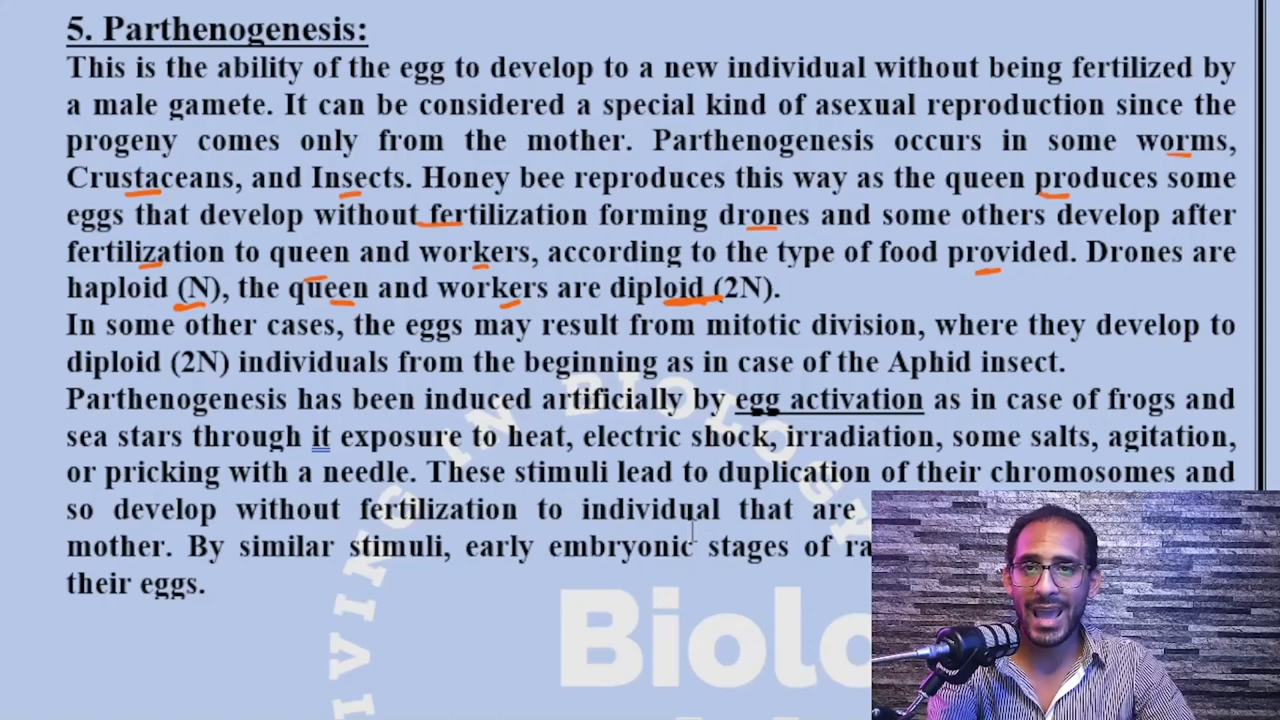 5. Parthenogenesis:
This is the ability of the egg to develop to a new individual without being fertilized by
a male gamete. It can be considered a special kind of asexual reproduction since the
progeny comes only from the mother. Parthenogenesis occurs in some worms,
Crustaceans, and Insects. Honey bee reproduces this way as the queen produces some
eggs that develop without fertilization forming drones and some others develop after
fertilization to queen and workers, according to the type of food provided. Drones are
haploid (N), the queen and workers are diploid (2N).
In some other cases, the eggs may result from mitotic division, where they develop to
diploid (2N) individuals from the beginning as in case of the Aphid insect.
Parthenogenesis has been induced artificially by egg activation as in case of frogs and
sea stars through it exposure to heat, electric shock, irradiation, some salts, agitation,
or pricking with a needle. These stimuli lead to duplication of their chromosomes and
so develop without fertilization to individual that are
mother. By similar stimuli, early embryonic stages of
their eggs.
IVING IN BIOLOGY
Biolo